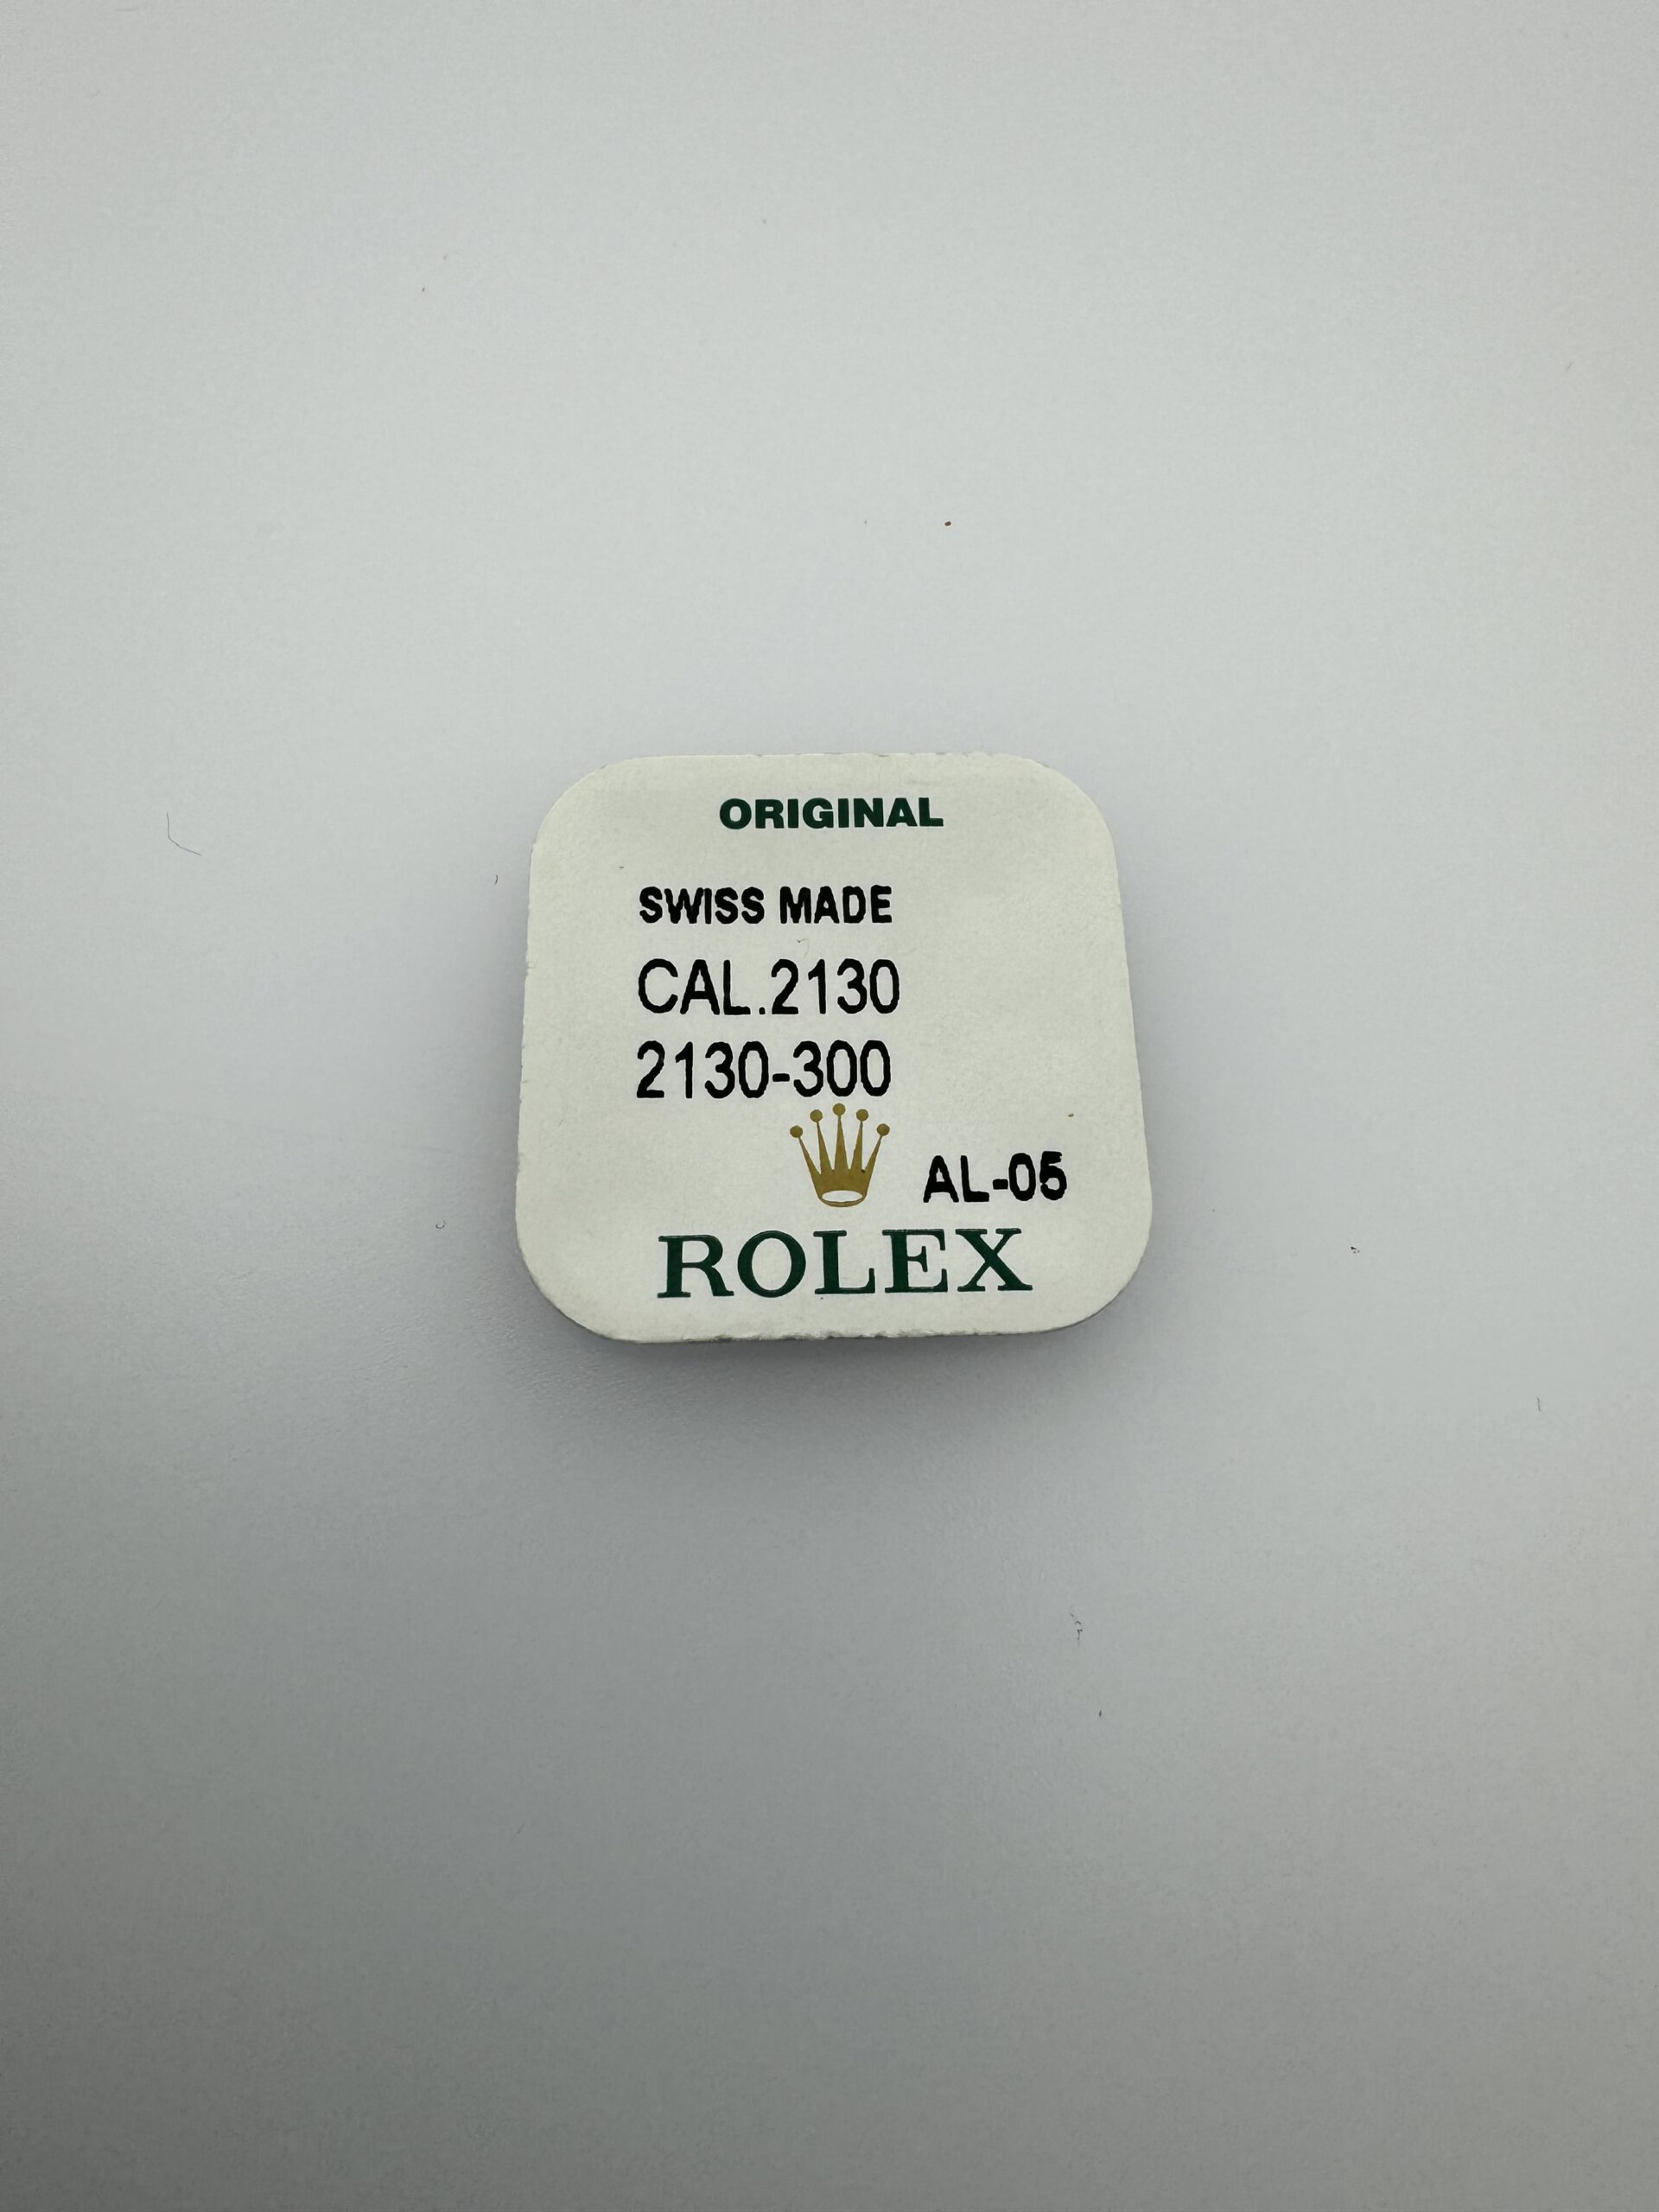 ORIGINAL
SWISS MADE
CAL.2130
2130-300
AL-05
ROLEX